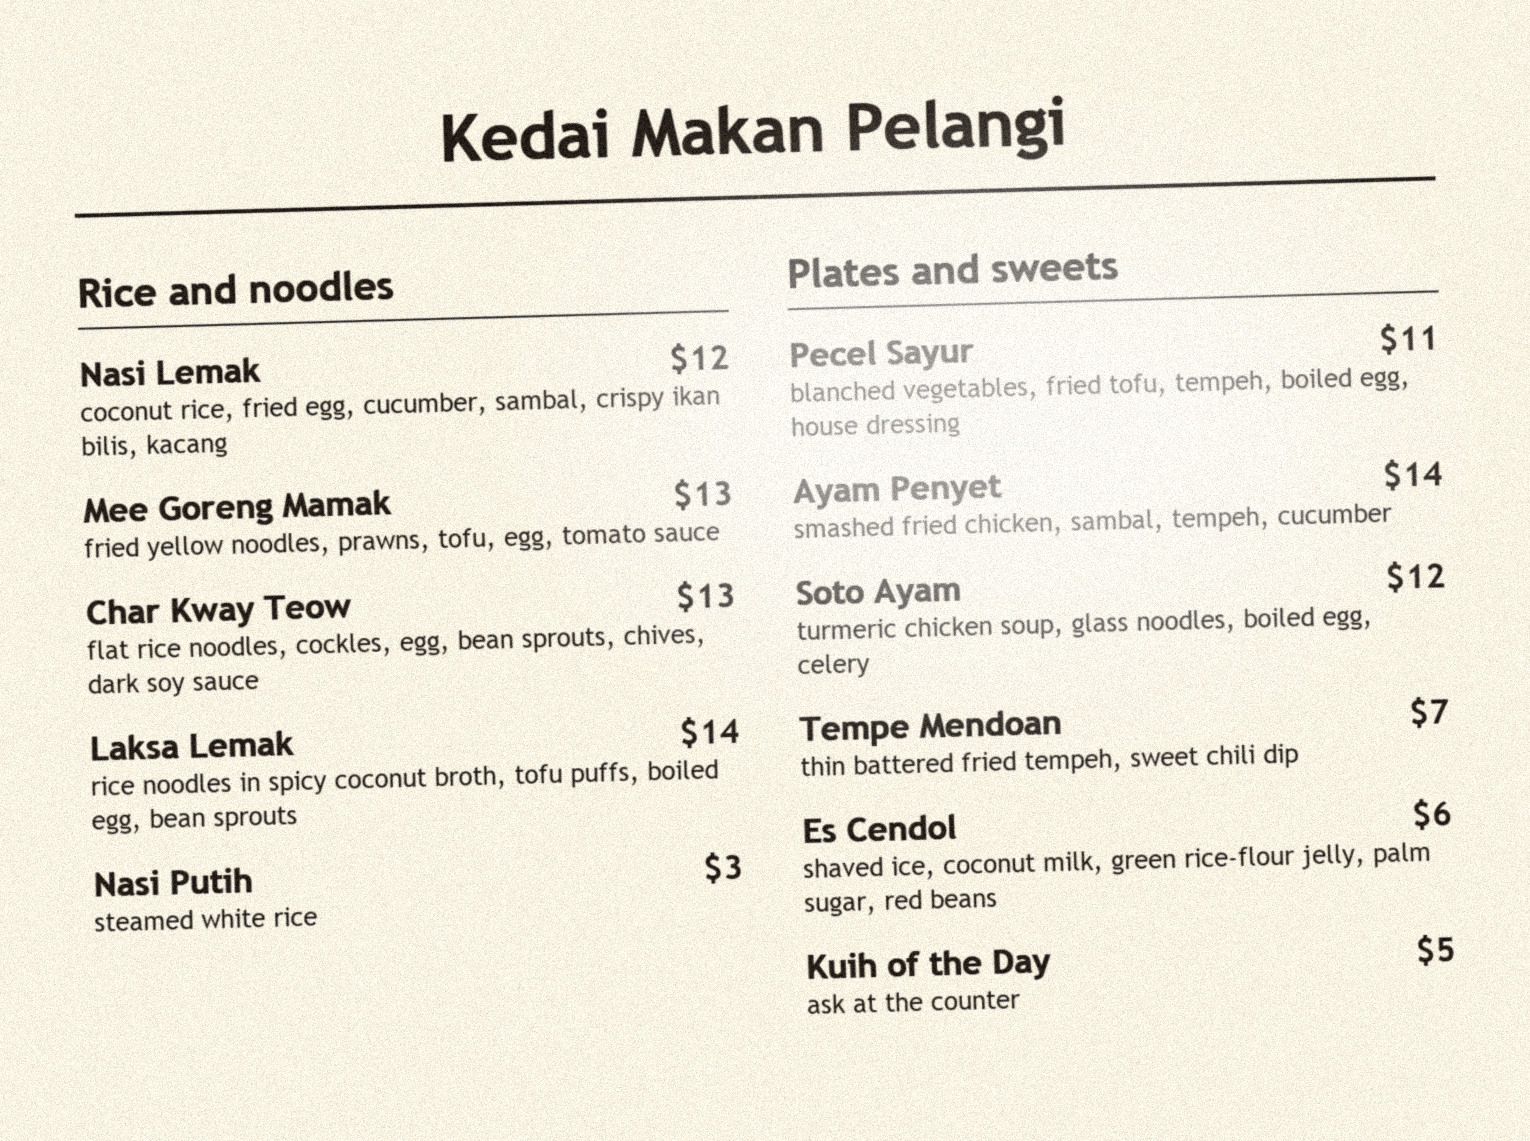 Kedai Makan Pelangi
Rice and noodles
Nasi Lemak $12
coconut rice, fried egg, cucumber, sambal, crispy ikan
bilis, kacang
Mee Goreng Mamak $13
fried yellow noodles, prawns, tofu, egg, tomato sauce
Char Kway Teow $13
flat rice noodles, cockles, egg, bean sprouts, chives,
dark soy sauce
Laksa Lemak $14
rice noodles in spicy coconut broth, tofu puffs, boiled
egg, bean sprouts
Nasi Putih $3
steamed white rice
Plates and sweets
Pecel Sayur $11
blanched vegetables, fried tofu, tempeh, boiled egg,
house dressing
Ayam Penyet $14
smashed fried chicken, sambal, tempeh, cucumber
Soto Ayam $12
turmeric chicken soup, glass noodles, boiled egg,
celery
Tempe Mendoan $7
thin battered fried tempeh, sweet chili dip
Es Cendol $6
shaved ice, coconut milk, green rice-flour jelly, palm
sugar, red beans
Kuih of the Day $5
ask at the counter